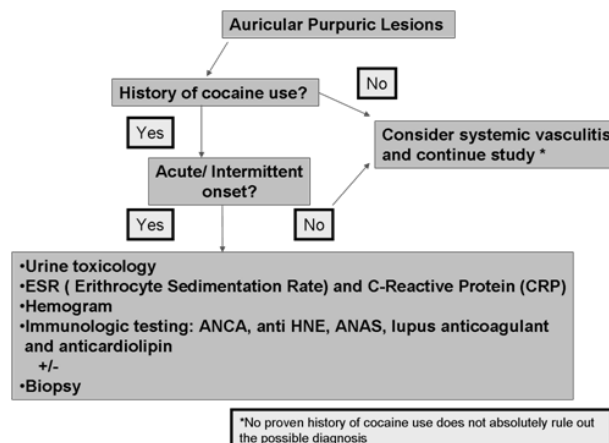 Auricular Purpuric Lesions
History of cocaine use?
No
Yes
Consider systemic vasculitis
and continue study *
Acute/ Intermittent
onset?
Yes
No
•Urine toxicology
•ESR ( Erithrocyte Sedimentation Rate) and C-Reactive Protein (CRP)
•Hemogram
•Immunologic testing: ANCA, anti HNE, ANAS, lupus anticoagulant
and anticardiolipin
+/-
•Biopsy
*No proven history of cocaine use does not absolutely rule out
the possible diagnosis